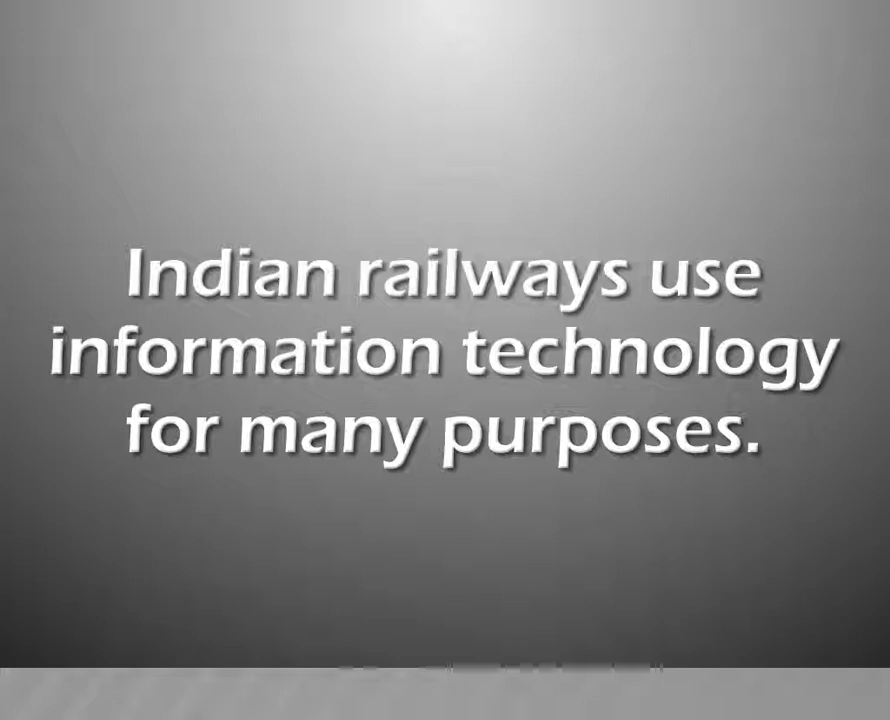 Indian railways use
information technology
for many purposes.